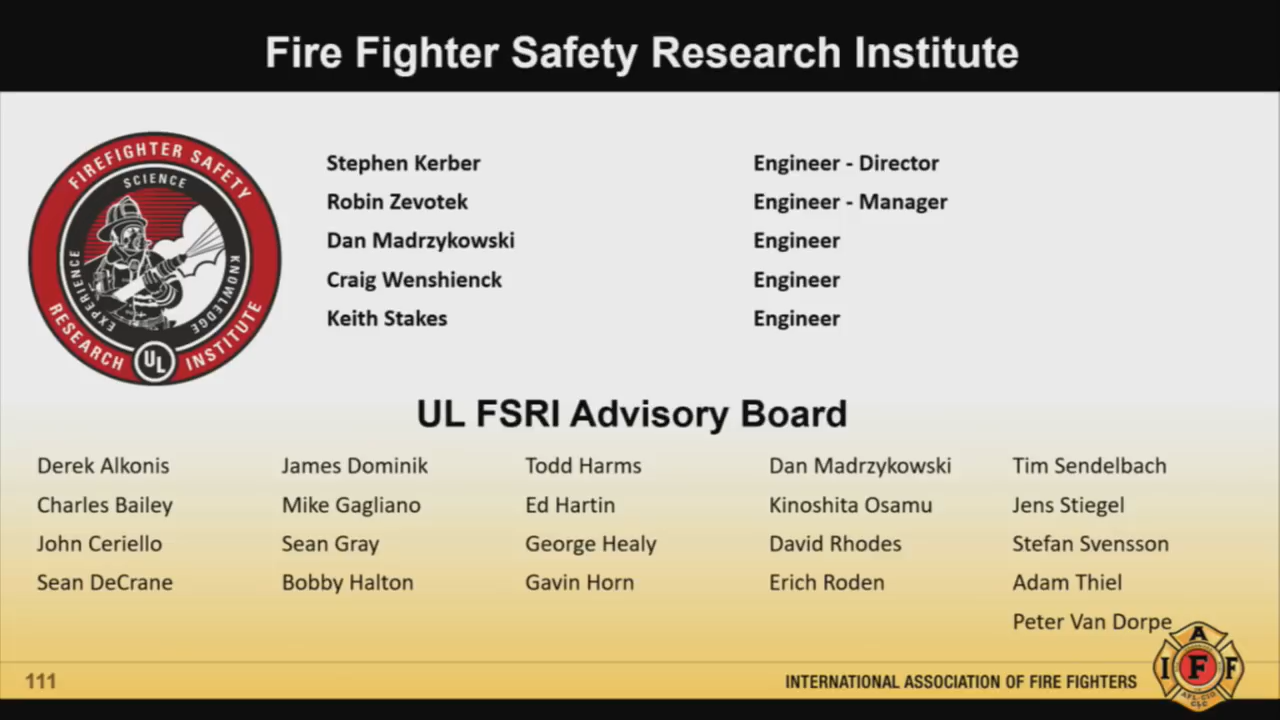 Fire Fighter Safety Research Institute
FIREFIGHTER SAFETY
RESEARCH INSTITUTE
SCIENCE
EXPERIENCE
KNOWLEDGE
UL
Stephen Kerber Engineer - Director
Robin Zevotek Engineer - Manager
Dan Madrzykowski Engineer
Craig Wenshienck Engineer
Keith Stakes Engineer
UL FSRI Advisory Board
Derek Alkonis James Dominik Todd Harms Dan Madrzykowski Tim Sendelbach
Charles Bailey Mike Gagliano Ed Hartin Kinoshita Osamu Jens Stiegel
John Ceriello Sean Gray George Healy David Rhodes Stefan Svensson
Sean DeCrane Bobby Halton Gavin Horn Erich Roden Adam Thiel
Peter Van Dorpe
111
INTERNATIONAL ASSOCIATION OF FIRE FIGHTERS
A
I F F
AFL-CIO
CLC